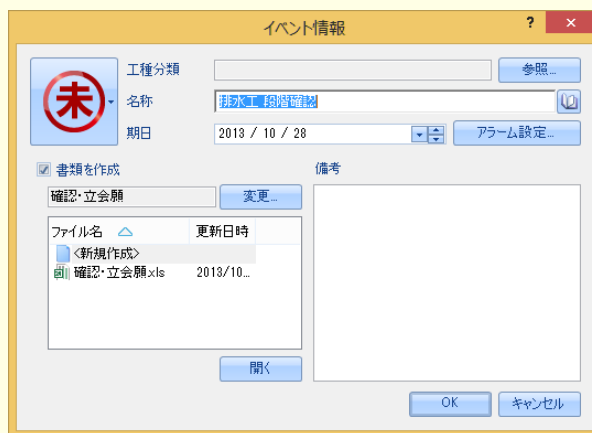 イベント情報
? ×
未
工種分類
参照...
名称
排水工 段階確認
期日
2013 / 10 / 28
アラーム設定...
書類を作成
備考
確認・立会願
変更...
ファイル名 更新日時
<新規作成>
確認・立会願.xls 2013/10...
開く
OK キャンセル